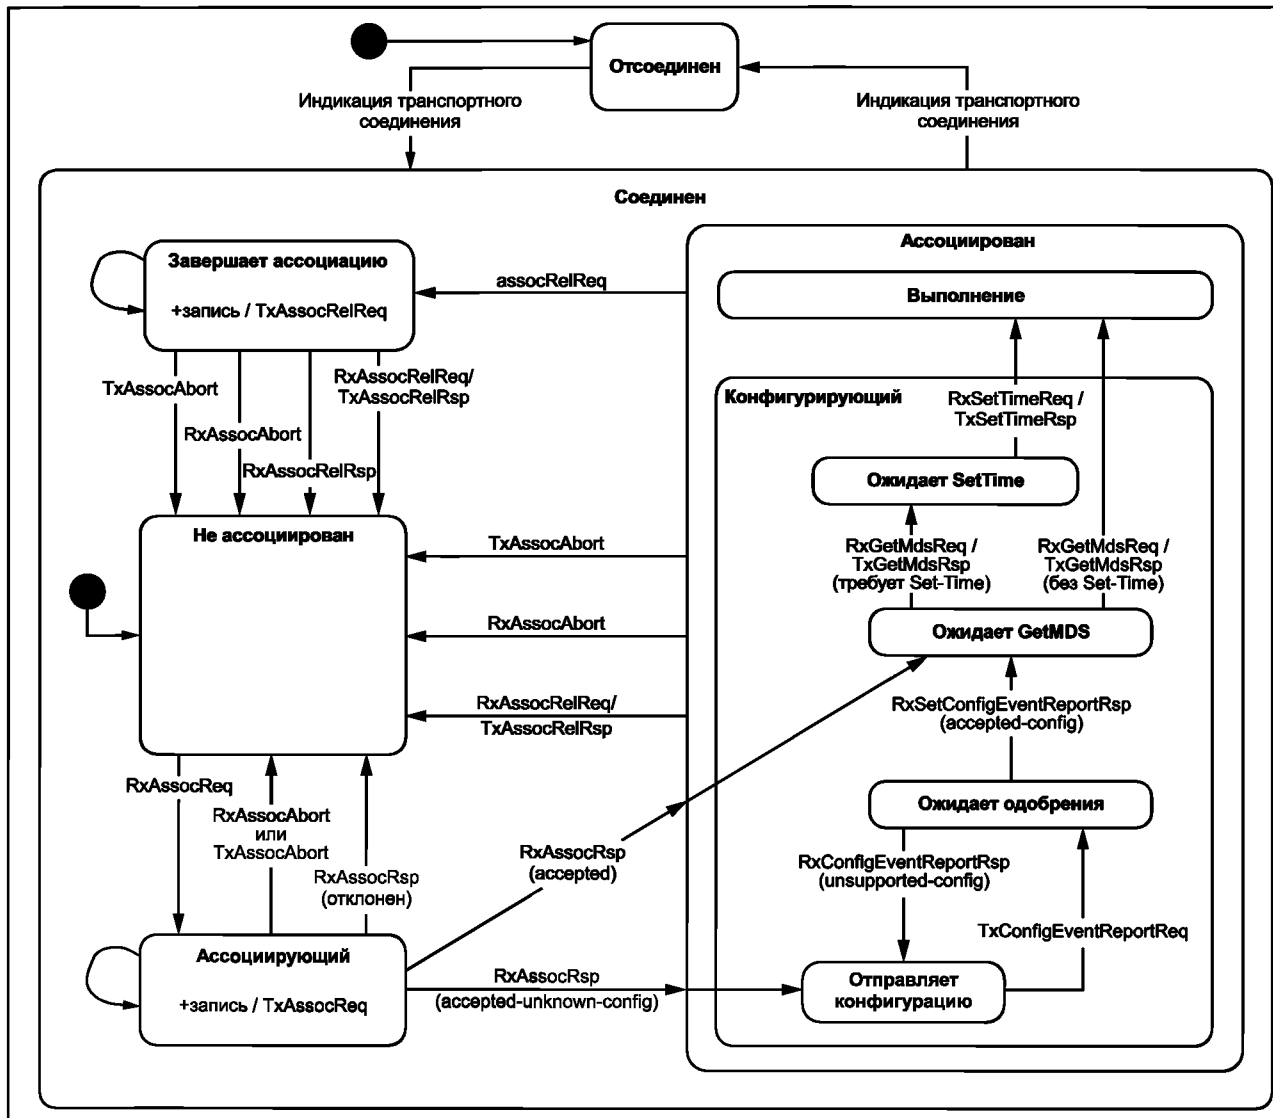 Отсоединен
Индикация транспортного
соединения
Индикация транспортного
соединения
Соединен
Ассоциирован
Завершает ассоциацию
+запись / TxAssocRelReq
assocRelReq
Выполнение
TxAssocAbort
RxAssocAbort
RxAssocRelRsp
RxAssocRelReq/
TxAssocRelRsp
Конфигурирующий
RxSetTimeReq /
TxSetTimeRsp
Ожидает SetTime
Не ассоциирован
TxAssocAbort
RxGetMdsReq /
TxGetMdsRsp
(требует Set-Time)
RxGetMdsReq /
TxGetMdsRsp
(без Set-Time)
RxAssocAbort
Ожидает GetMDS
RxAssocRelReq/
TxAssocRelRsp
RxSetConfigEventReportRsp
(accepted-config)
RxAssocReq
RxAssocAbort
или
TxAssocAbort
RxAssocRsp
(отклонен)
RxAssocRsp
(accepted)
Ожидает одобрения
RxConfigEventReportRsp
(unsupported-config)
TxConfigEventReportReq
Ассоциирующий
+запись / TxAssocReq
RxAssocRsp
(accepted-unknown-config)
Отправляет
конфигурацию